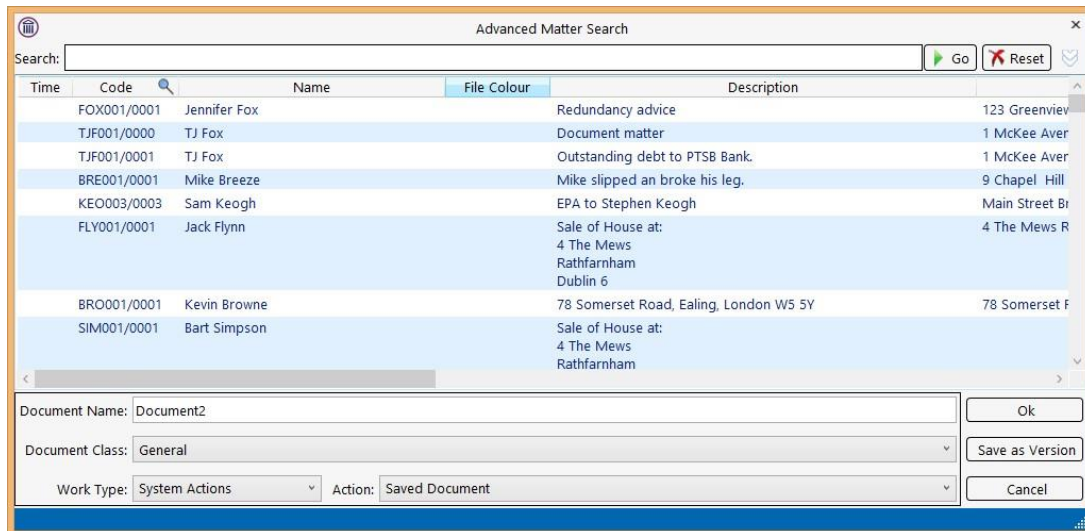 Advanced Matter Search
Search: Go Reset
Time Code Name File Colour Description
FOX001/0001 Jennifer Fox Redundancy advice 123 Greenview
TJF001/0000 TJ Fox Document matter 1 McKee Aver
TJF001/0001 TJ Fox Outstanding debt to PTSB Bank. 1 McKee Aver
BRE001/0001 Mike Breeze Mike slipped an broke his leg. 9 Chapel Hill
KEO003/0003 Sam Keogh EPA to Stephen Keogh Main Street Br
FLY001/0001 Jack Flynn Sale of House at: 4 The Mews R
4 The Mews
Rathfarnham
Dublin 6
BRO001/0001 Kevin Browne 78 Somerset Road, Ealing, London W5 5Y 78 Somerset
SIM001/0001 Bart Simpson Sale of House at:
4 The Mews
Rathfarnham
Document Name: Document2 Ok
Document Class: General Save as Version
Work Type: System Actions Action: Saved Document Cancel